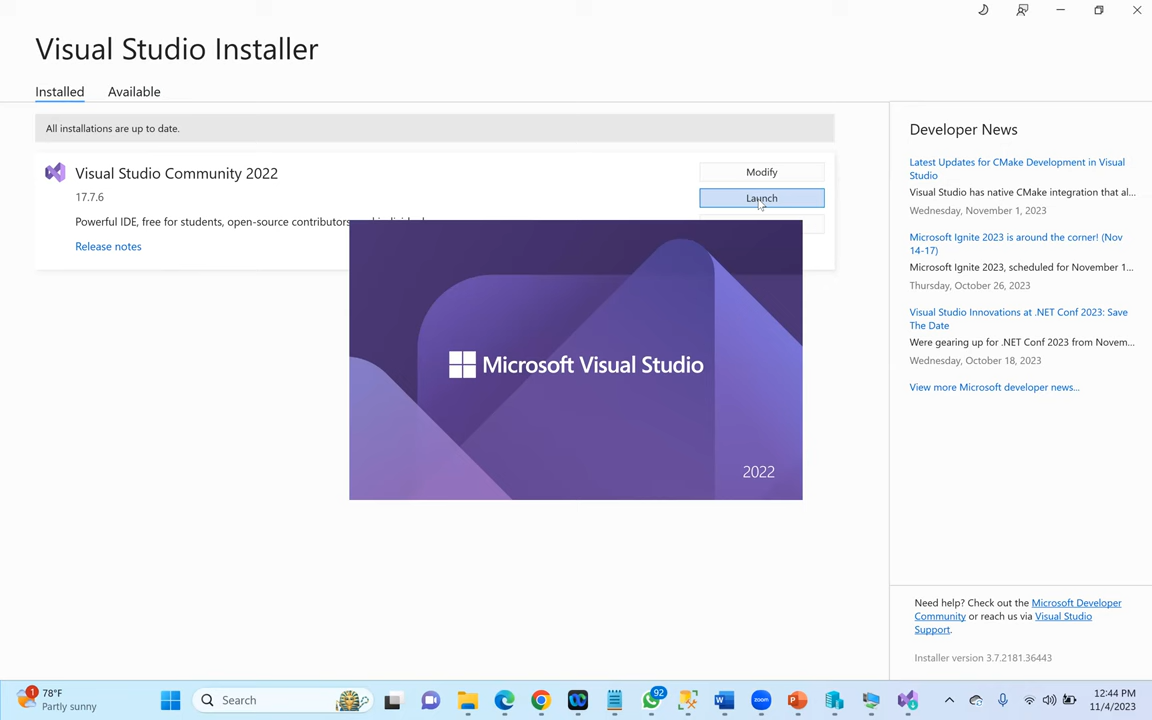 Visual Studio Installer
Installed
Available
All installations are up to date.
Visual Studio Community 2022
17.7.6
Powerful IDE, free for students, open-source contributors
Release notes
Modify
Launch
Microsoft Visual Studio
2022
Developer News
Latest Updates for CMake Development in Visual
Studio
Visual Studio has native CMake integration that al...
Wednesday, November 1, 2023
Microsoft Ignite 2023 is around the corner! (Nov
14-17)
Microsoft Ignite 2023, scheduled for November 1...
Thursday, October 26, 2023
Visual Studio Innovations at .NET Conf 2023: Save
The Date
Were gearing up for .NET Conf 2023 from Novem...
Wednesday, October 18, 2023
View more Microsoft developer news...
Need help? Check out the Microsoft Developer
Community or reach us via Visual Studio
Support.
Installer version 3.7.2181.36443
1
78°F
Partly sunny
Search
92
zoom
12:44 PM
11/4/2023